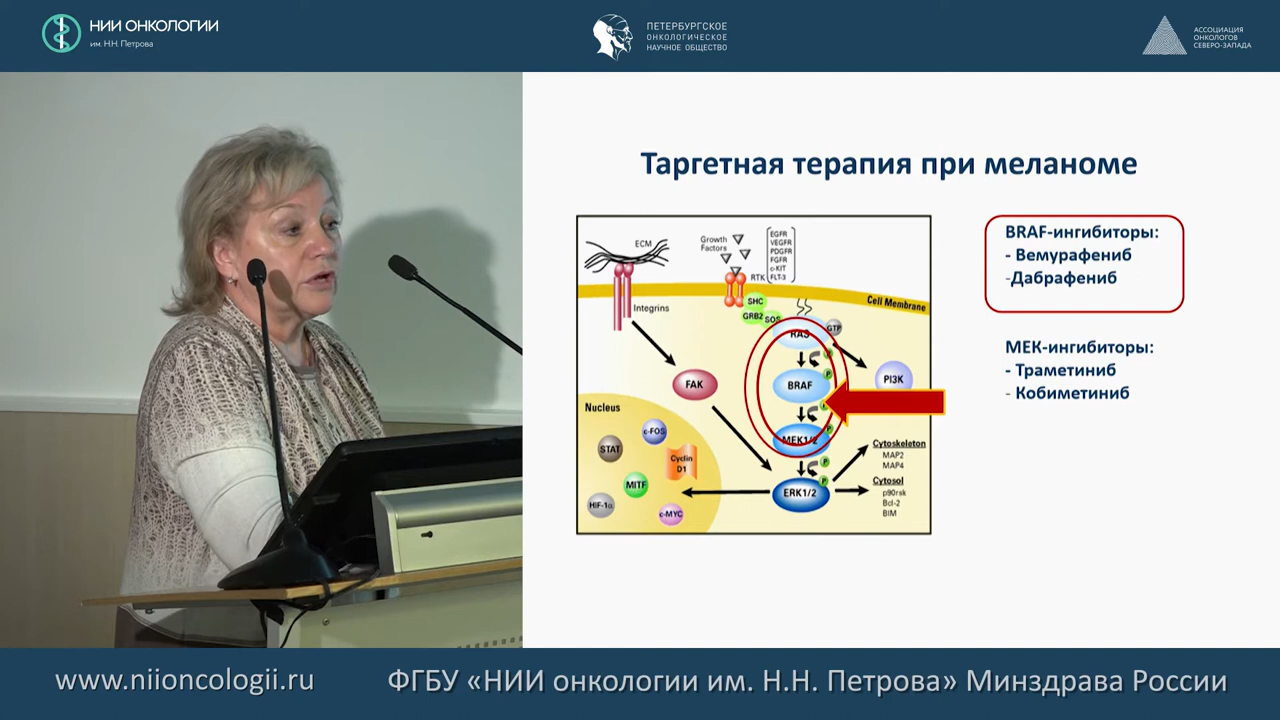 НИИ ОНКОЛОГИИ
им. Н.Н. Петрова
ПЕТЕРБУРГСКОЕ
ОНКОЛОГИЧЕСКОЕ
НАУЧНОЕ ОБЩЕСТВО
АССОЦИАЦИЯ
ОНКОЛОГОВ
СЕВЕРО-ЗАПАДА
Таргетная терапия при меланоме
ECM
Growth
Factors
EGFR
VEGFR
PDGFR
FGFR
c-KIT
FLT-3
RTK
Cell Membrane
Integrins
SHC
GRB2
SOS
RAS
GTP
P
FAK
BRAF
P
PI3K
Nucleus
STAT
c-FOS
Cyclin
D1
MITF
HIF-1α
c-MYC
MEK1/2
P
P
ERK1/2
P
Cytoskeleton
MAP2
MAP4
Cytosol
p90rsk
Bcl-2
BIM
BRAF-ингибиторы:
- Вемурафениб
-Дабрафениб
МЕК-ингибиторы:
- Траметиниб
- Кобиметиниб
www.niioncologii.ru
ФГБУ «НИИ онкологии им. Н.Н. Петрова» Минздрава России